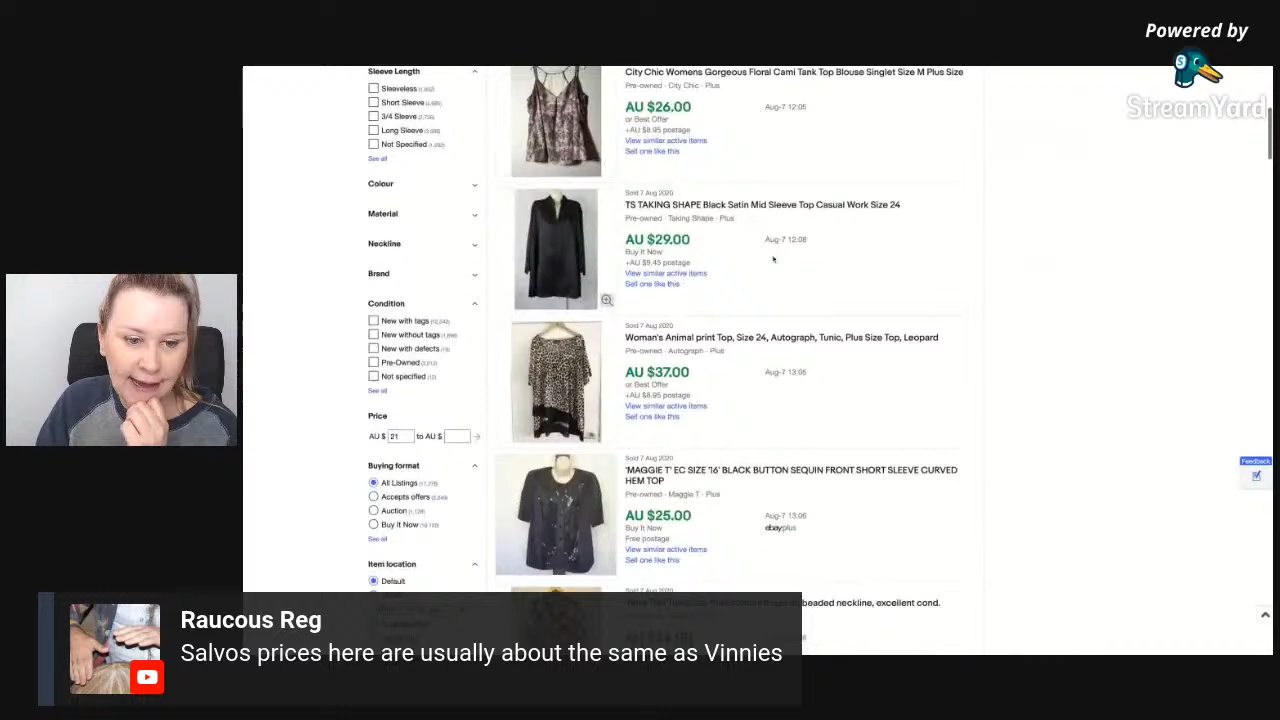 Powered by
StreamYard
Sleeve Length
Sleeveless
Short Sleeve
3/4 Sleeve
Long Sleeve
Not Specified
See all
Colour
Material
Neckline
Brand
Condition
New with tags
New without tags
New with defects
Pre-Owned
Not specified (12)
See all
Price
AU $ 21 to AU $
Buying format
All Listings
Accepts offers
Auction
Buy It Now
See all
Item location
Default
City Chic Womens Gorgeous Floral Cami Tank Top Blouse Singlet Size M Plus Size
Pre-owned · City Chic · Plus
AU $26.00
Aug-7 12:05
or Best Offer
+AU $8.95 postage
View similar active items
Sell one like this
Sold 7 Aug 2020
TS TAKING SHAPE Black Satin Mid Sleeve Top Casual Work Size 24
Pre-owned · Taking Shape · Plus
AU $29.00
Aug-7 12:08
Buy It Now
+AU $9.45 postage
View similar active items
Sell one like this
Sold 7 Aug 2020
Woman's Animal print Top, Size 24, Autograph, Tunic, Plus Size Top, Leopard
Pre-owned · Autograph · Plus
AU $37.00
Aug-7 13:05
or Best Offer
+AU $8.95 postage
View similar active items
Sell one like this
Sold 7 Aug 2020
'MAGGIE T' EC SIZE '16' BLACK BUTTON SEQUIN FRONT SHORT SLEEVE CURVED
HEM TOP
Pre-owned · Maggie T · Plus
AU $25.00
Aug-7 13:06
Buy It Now
ebayplus
Free postage
View similar active items
Sell one like this
beaded neckline, excellent cond.
Feedback
Raucous Reg
Salvos prices here are usually about the same as Vinnies